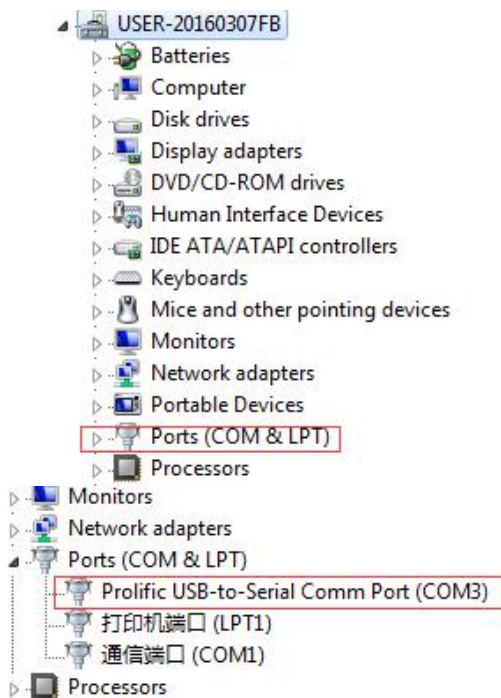 USER-20160307FB
Batteries
Computer
Disk drives
Display adapters
DVD/CD-ROM drives
Human Interface Devices
IDE ATA/ATAPI controllers
Keyboards
Mice and other pointing devices
Monitors
Network adapters
Portable Devices
Ports (COM & LPT)
Processors
Monitors
Network adapters
Ports (COM & LPT)
Prolific USB-to-Serial Comm Port (COM3)
打印机端口 (LPT1)
通信端口 (COM1)
Processors